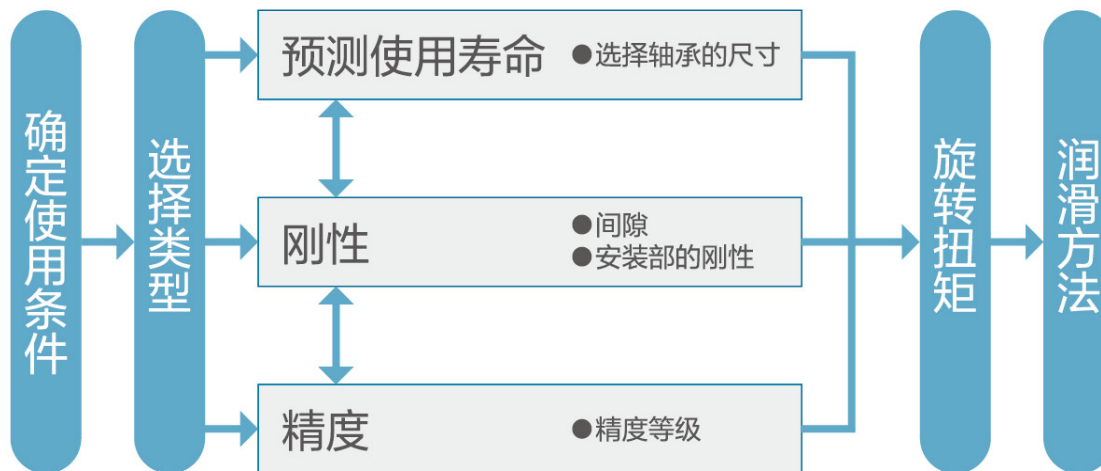 确定使用条件
选择类型
预测使用寿命 ●选择轴承的尺寸
刚性 ●间隙
●安装部的刚性
精度 ●精度等级
旋转扭矩
润滑方法